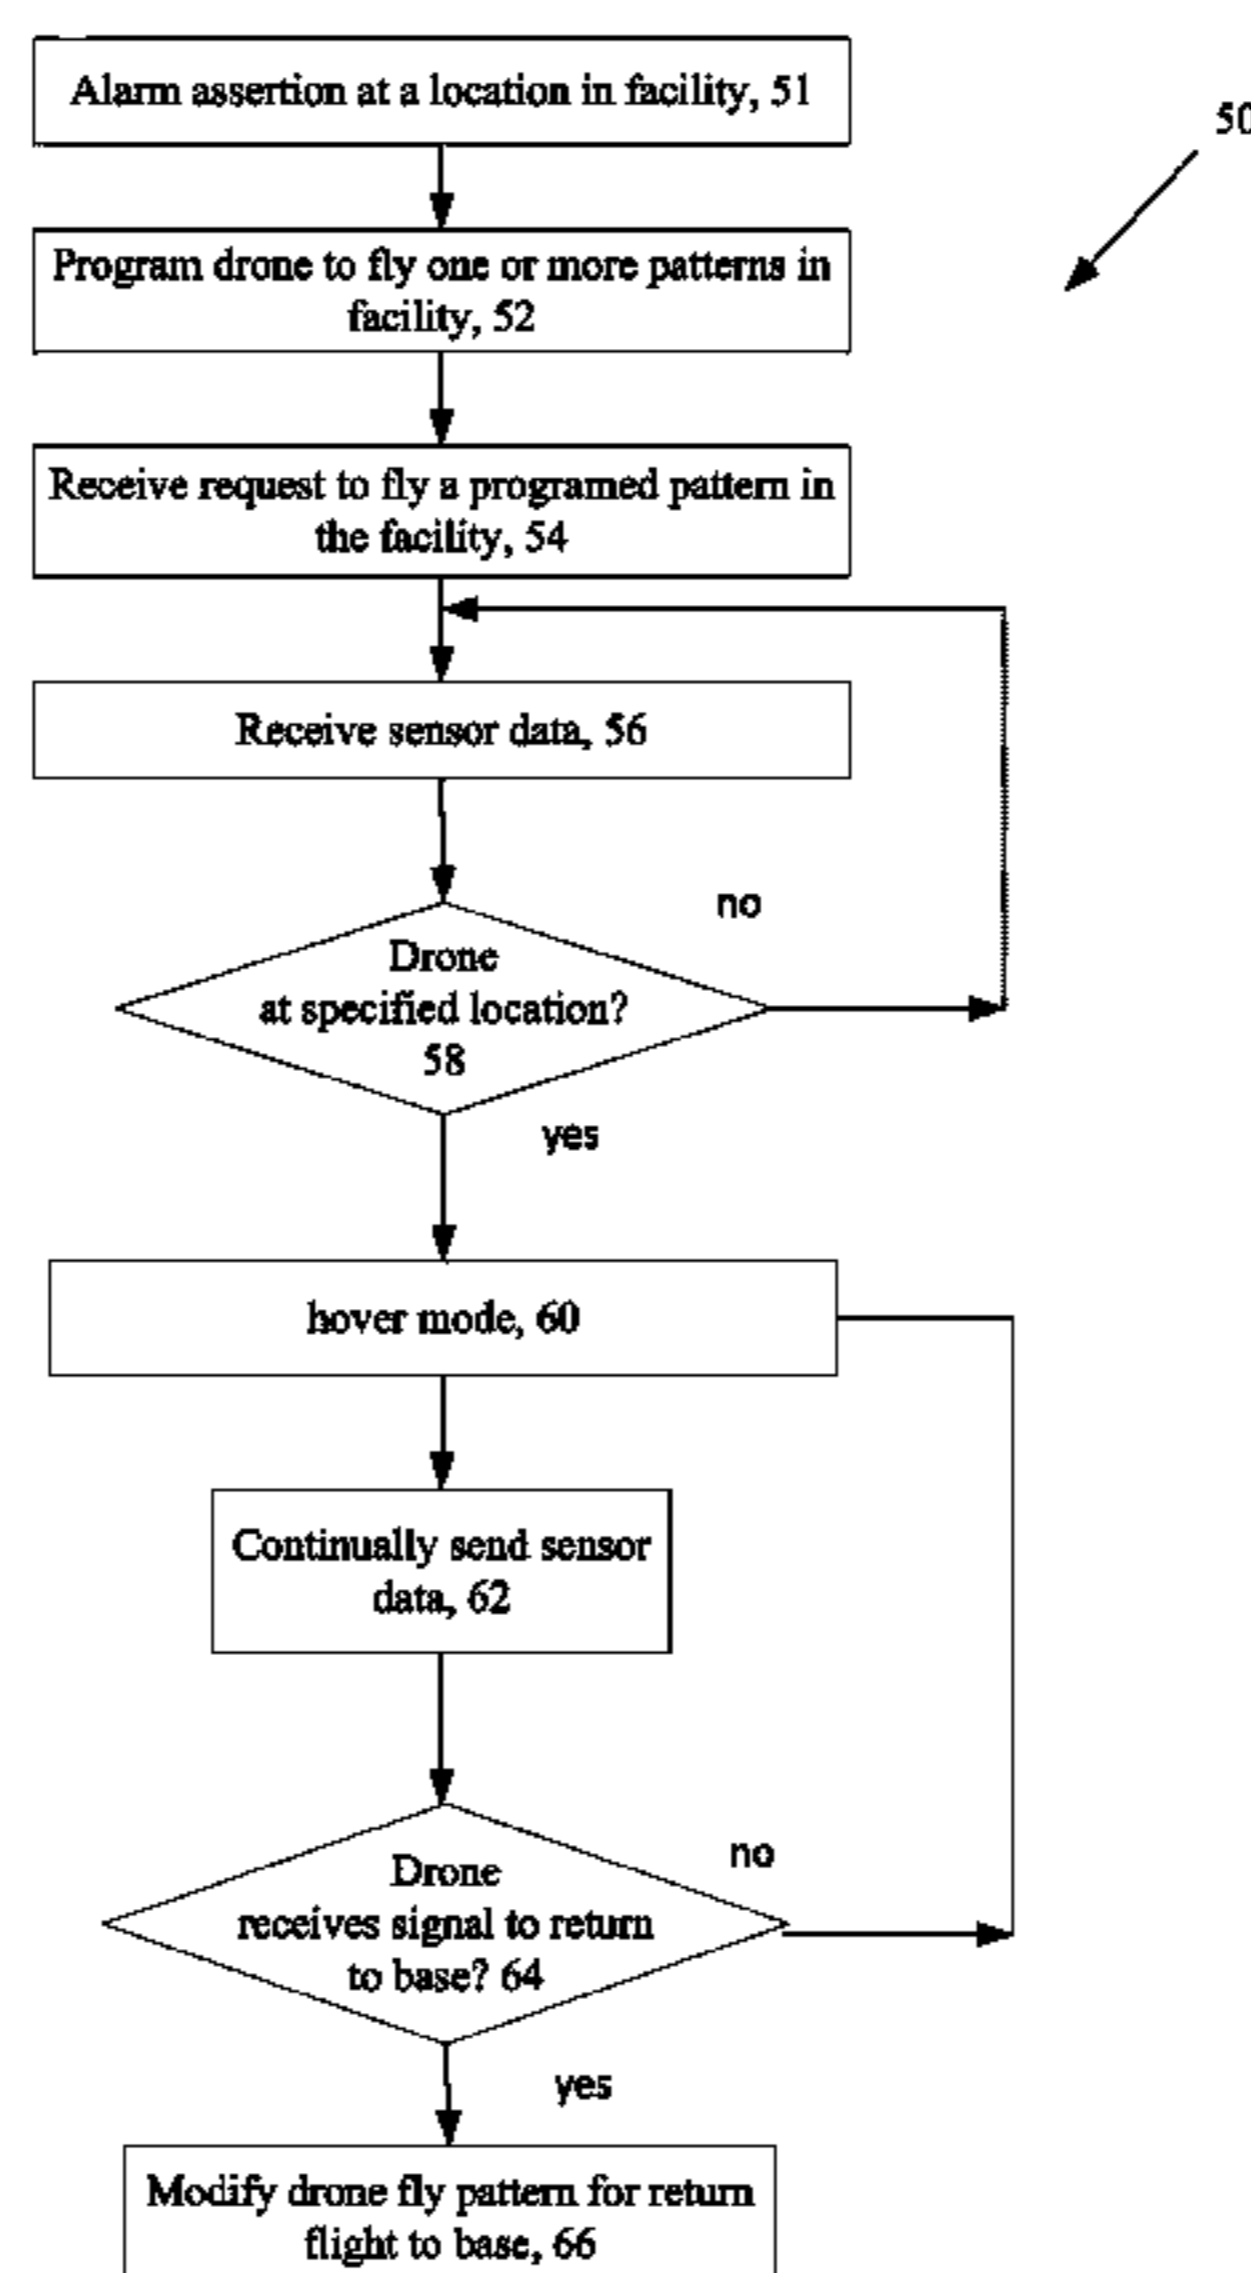 Alarm assertion at a location in facility, 51
50
Program drone to fly one or more patterns in
facility, 52
Receive request to fly a programed pattern in
the facility, 54
Receive sensor data, 56
no
Drone
at specified location?
58
yes
hover mode, 60
Continually send sensor
data, 62
no
Drone
receives signal to return
to base? 64
yes
Modify drone fly pattern for return
flight to base, 66